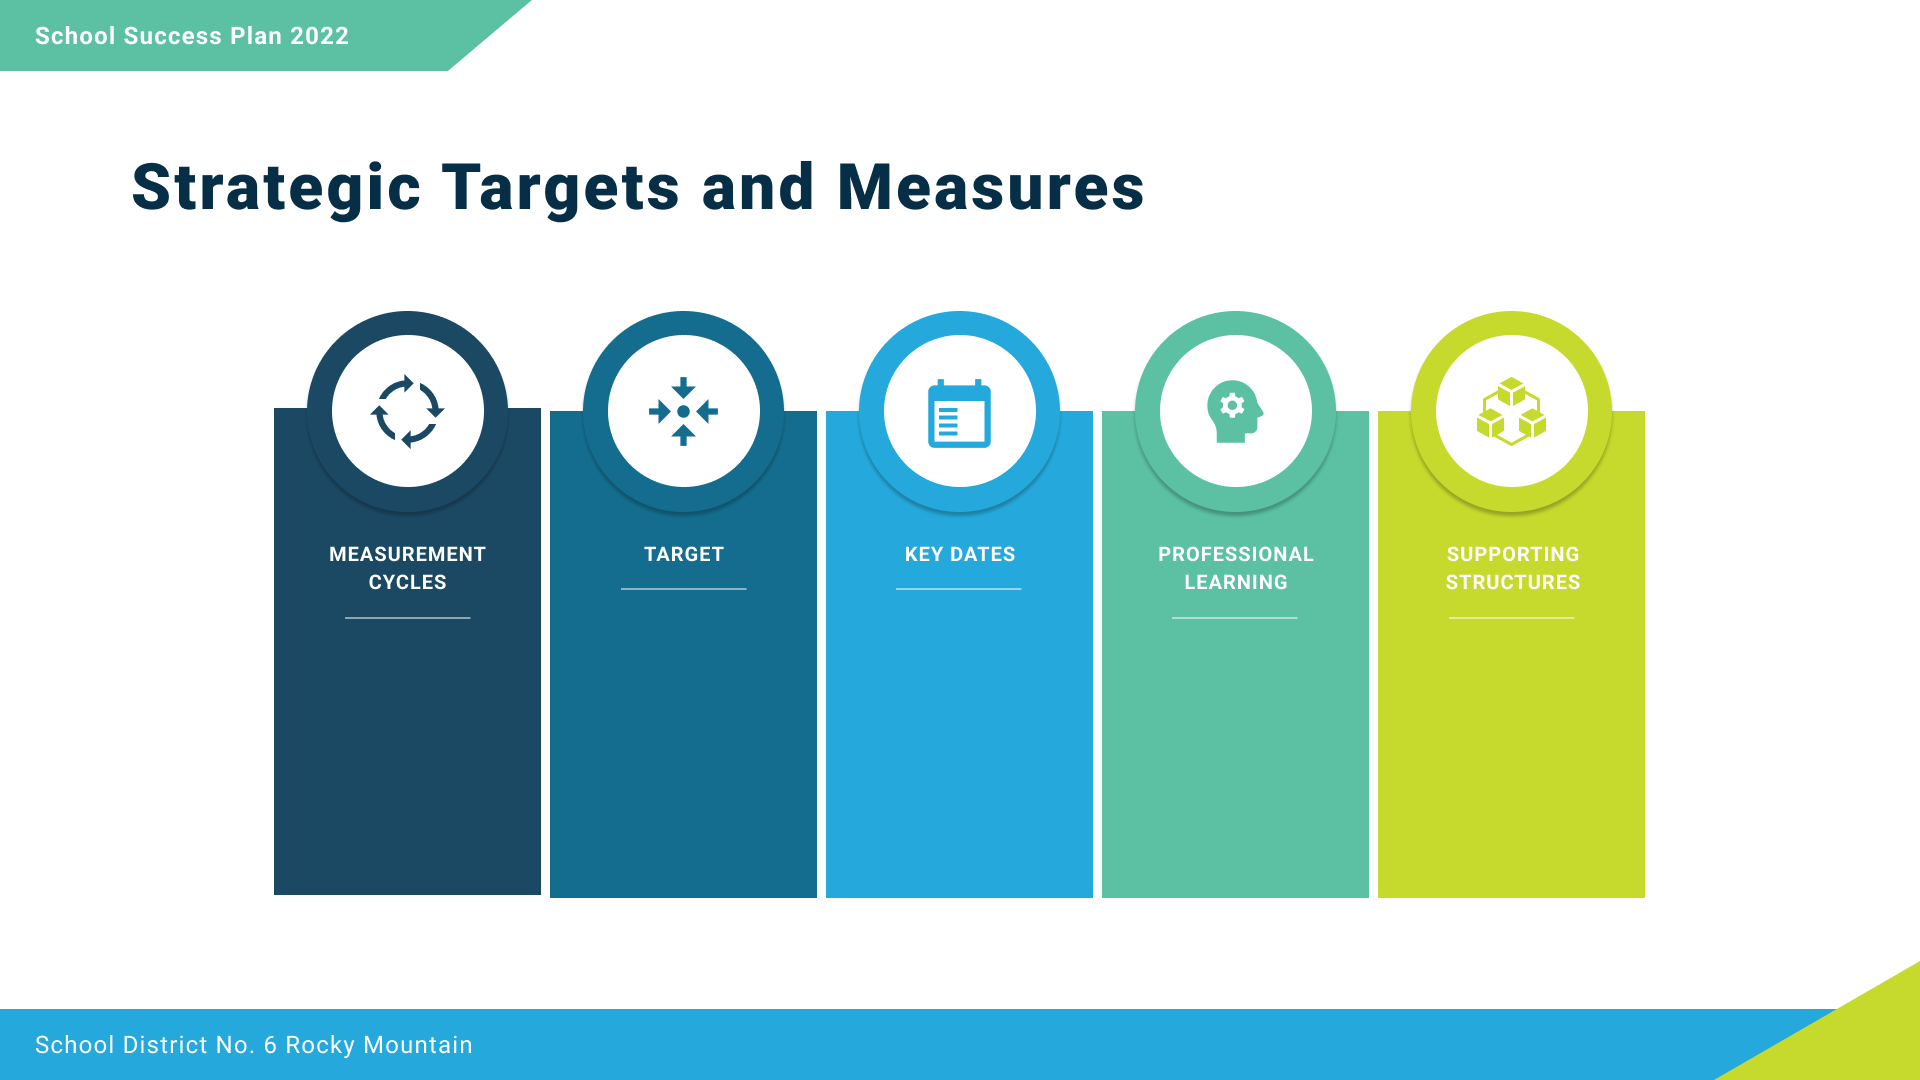 School Success Plan 2022
Strategic Targets and Measures
MEASUREMENT
CYCLES
TARGET
KEY DATES
PROFESSIONAL
LEARNING
SUPPORTING
STRUCTURES
School District No. 6 Rocky Mountain